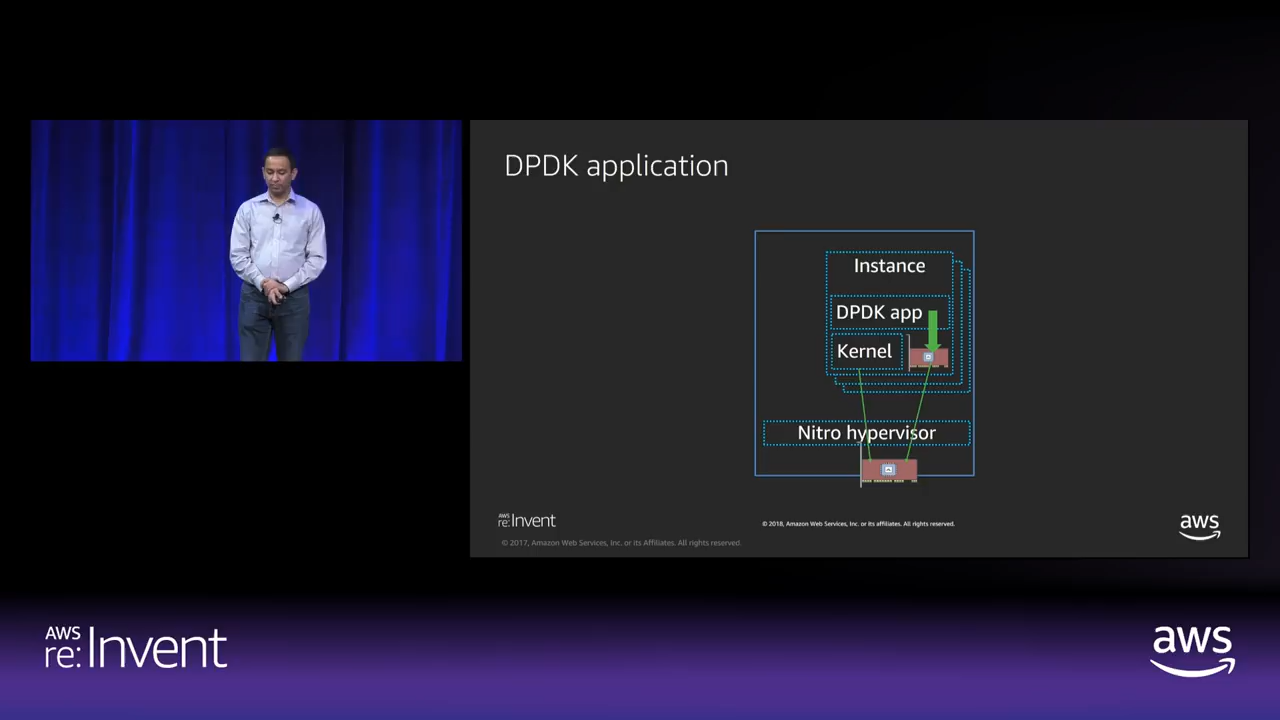 DPDK application
Instance
DPDK app
Kernel
Nitro hypervisor
AWS
re:Invent
© 2018, Amazon Web Services, Inc. or its affiliates. All rights reserved.
aws
© 2017, Amazon Web Services, Inc. or its Affiliates. All rights reserved.
AWS
re:Invent
aws